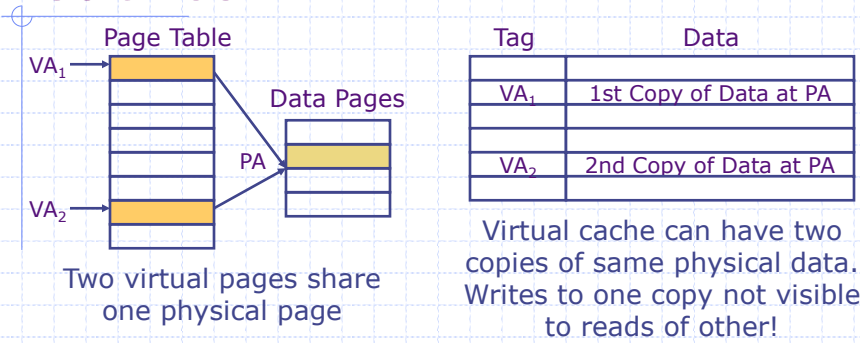 Page Table
VA₁
VA₂
PA
Data Pages
Two virtual pages share
one physical page
Tag Data
VA₁ 1st Copy of Data at PA
VA₂ 2nd Copy of Data at PA
Virtual cache can have two
copies of same physical data.
Writes to one copy not visible
to reads of other!